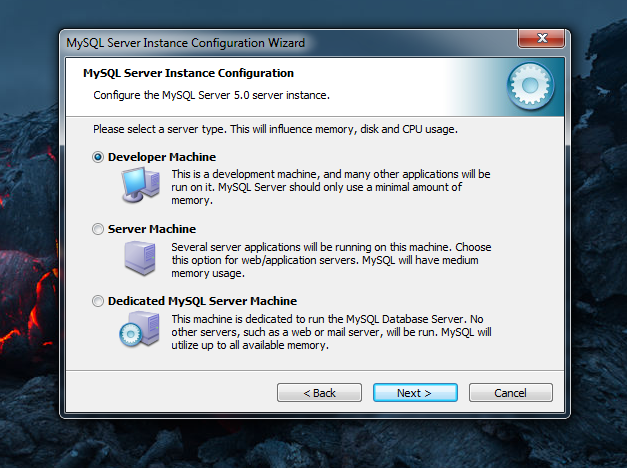 MySQL Server Instance Configuration Wizard
MySQL Server Instance Configuration
Configure the MySQL Server 5.0 server instance.
Please select a server type. This will influence memory, disk and CPU usage.
Developer Machine
This is a development machine, and many other applications will be
run on it. MySQL Server should only use a minimal amount of
memory.
Server Machine
Several server applications will be running on this machine. Choose
this option for web/application servers. MySQL will have medium
memory usage.
Dedicated MySQL Server Machine
This machine is dedicated to run the MySQL Database Server. No
other servers, such as a web or mail server, will be run. MySQL will
utilize up to all available memory.
< Back Next > Cancel